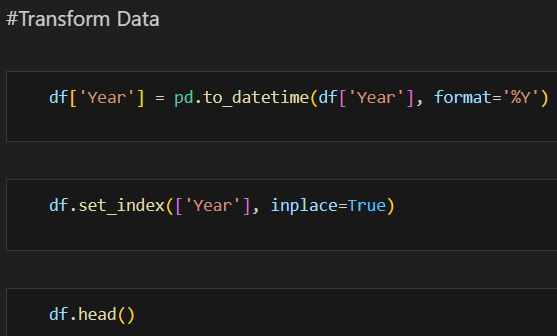 #Transform Data
df['Year'] = pd.to_datetime(df['Year'], format='%Y')
df.set_index(['Year'], inplace=True)
df.head()